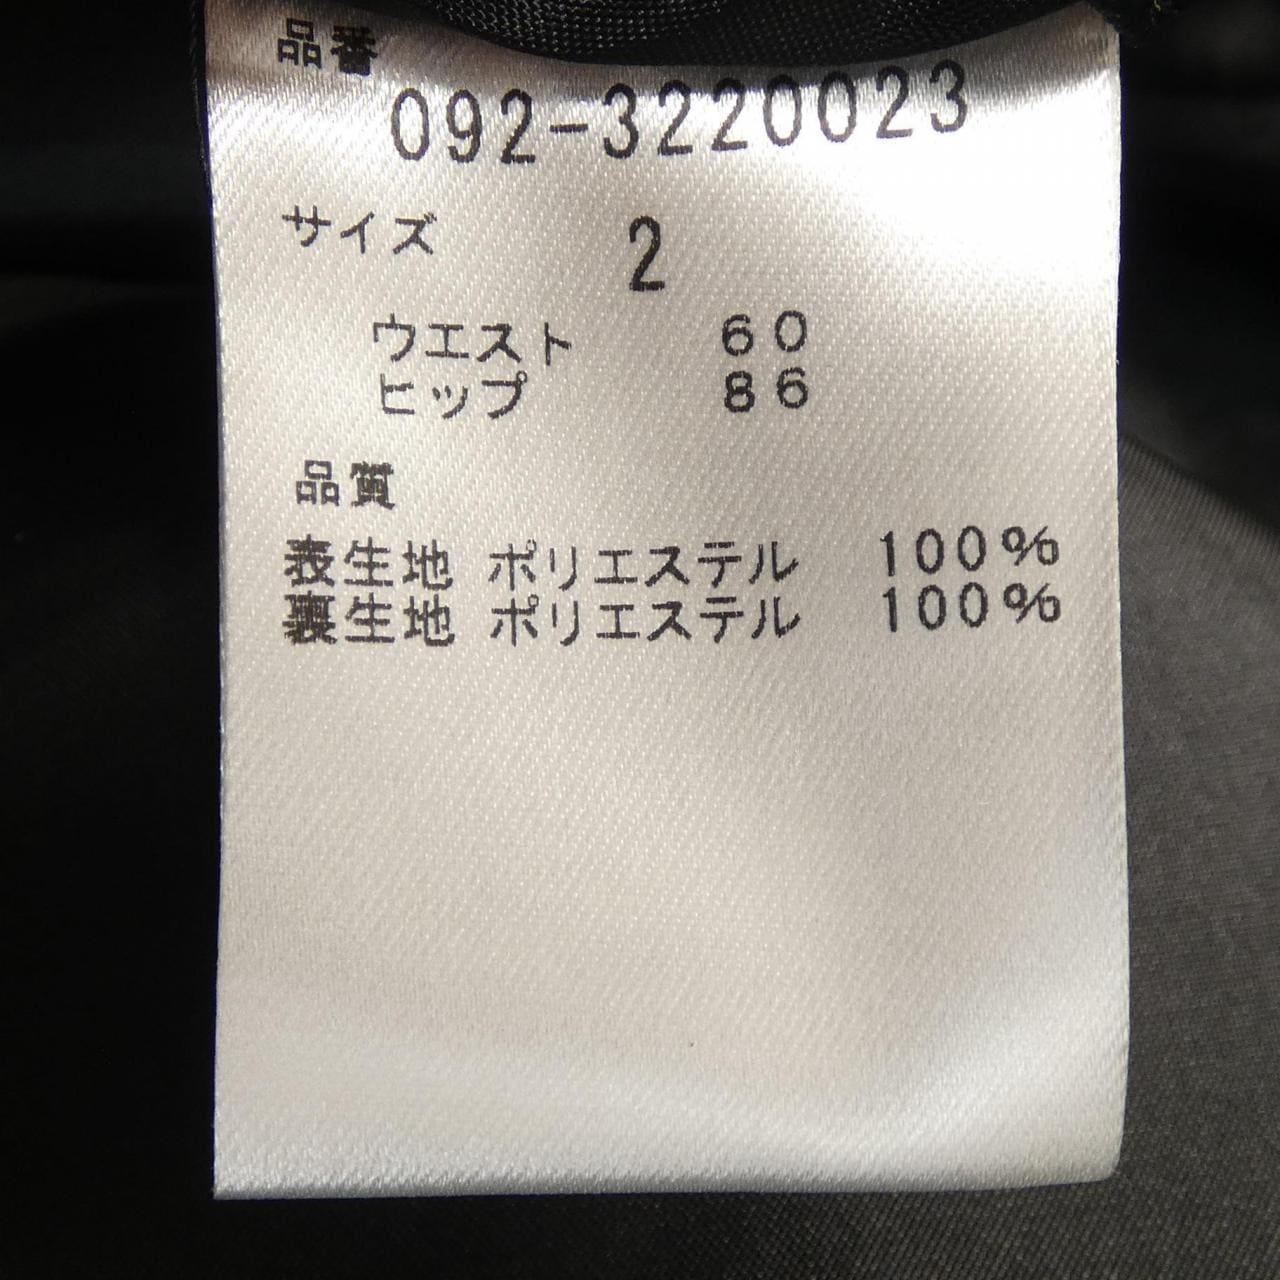 品番
092-3220023
サイズ 2
ウエスト 60
ヒップ 86
品質
表生地 ポリエステル 100%
裏生地 ポリエステル 100%